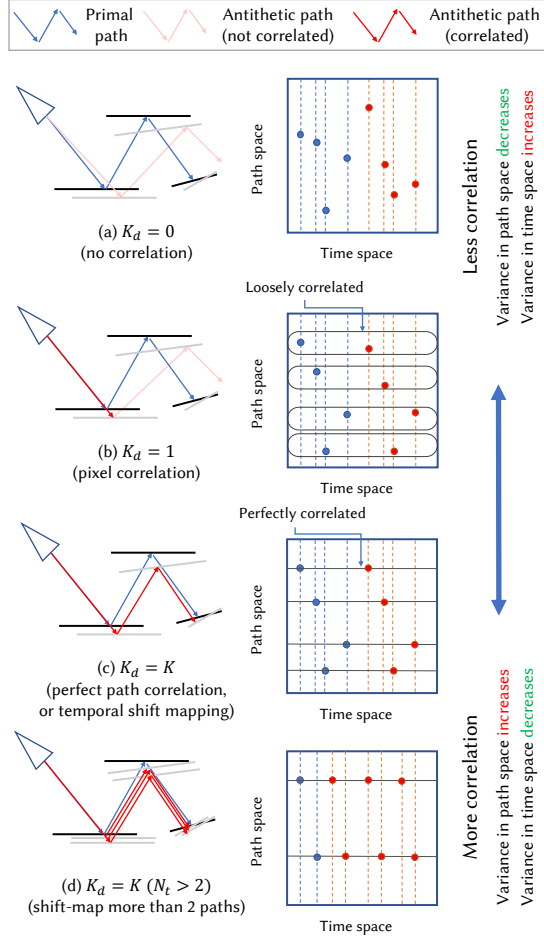 Primal
path
Antithetic path
(not correlated)
Antithetic path
(correlated)
Path space
Time space
(a) K_d = 0
(no correlation)
Less correlation
Variance in path space decreases
Variance in time space increases
Loosely correlated
Path space
Time space
(b) K_d = 1
(pixel correlation)
Perfectly correlated
Path space
Time space
(c) K_d = K
(perfect path correlation,
or temporal shift mapping)
More correlation
Variance in path space increases
Variance in time space decreases
Path space
Time space
(d) K_d = K (N_t > 2)
(shift-map more than 2 paths)